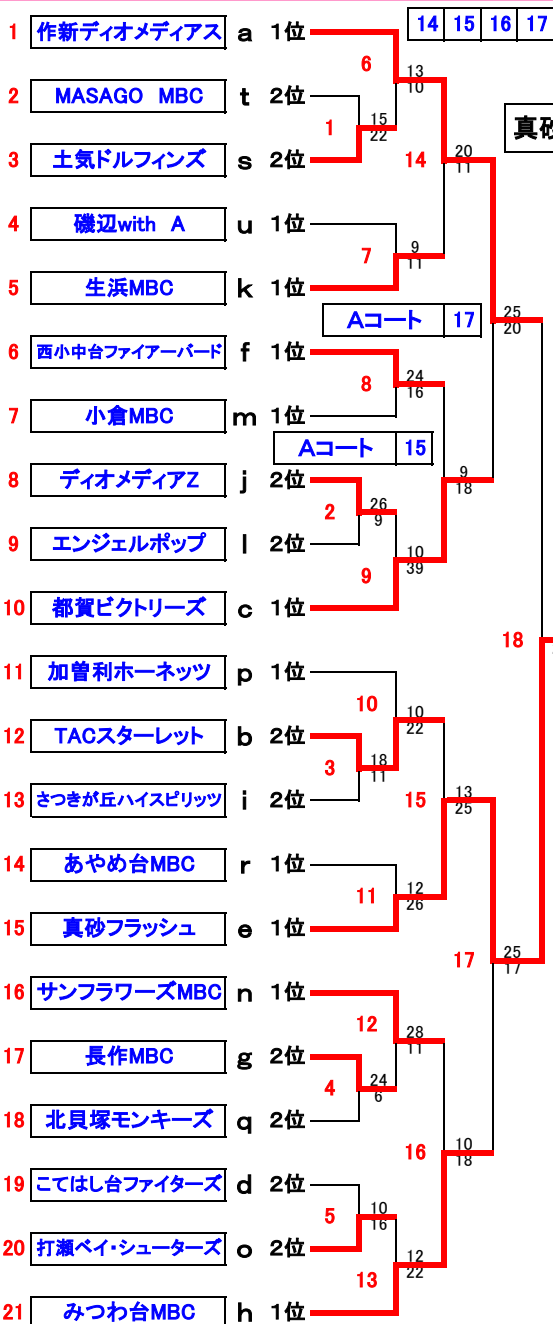 14 15 16 17
1 作新ディオメディアス a 1位
6
13
10
2 MASAGO MBC t 2位
1
15
22
真砂
3 土気ドルフィンズ s 2位
14
20
11
4 磯辺with A u 1位
7
9
11
5 生浜MBC k 1位
Aコート 17
25
20
6 西小中台ファイアーバード f 1位
8
24
16
7 小倉MBC m 1位
Aコート 15
8 ディオメディアZ j 2位
2
26
9
9
18
9 エンジェルポップ l 2位
9
10
39
10 都賀ビクトリーズ c 1位
18
11 加曽利ホーネッツ p 1位
10
10
22
12 TACスターレット b 2位
3
18
11
13 さつきが丘ハイスピリッツ i 2位
15
13
25
14 あやめ台MBC r 1位
11
12
26
15 真砂フラッシュ e 1位
17
25
17
16 サンフラワーズMBC n 1位
12
28
11
17 長作MBC g 2位
4
24
6
18 北貝塚モンキーズ q 2位
16
10
18
19 こてはし台ファイターズ d 2位
5
10
16
20 打瀬ベイ・シューターズ o 2位
13
12
22
21 みつわ台MBC h 1位